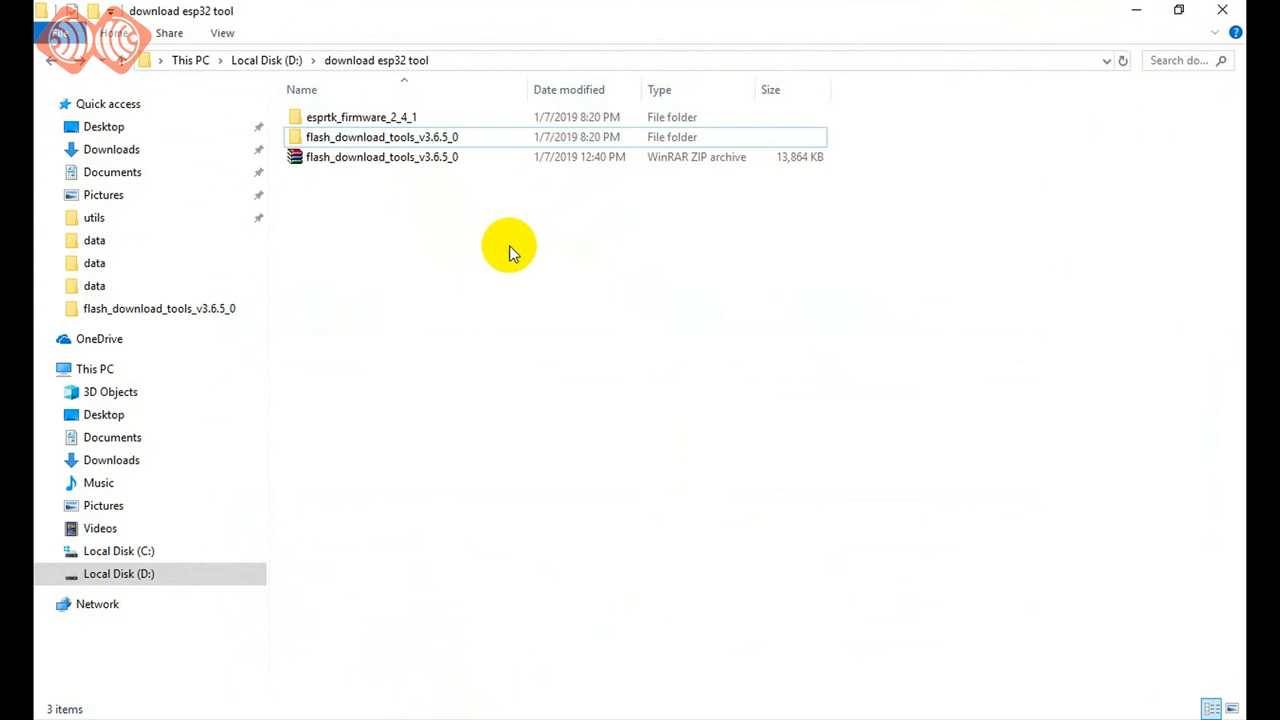 download esp32 tool
File Home Share View
This PC Local Disk (D:) download esp32 tool Search do...
Name Date modified Type Size
esprtk_firmware_2_4_1 1/7/2019 8:20 PM File folder
flash_download_tools_v3.6.5_0 1/7/2019 8:20 PM File folder
flash_download_tools_v3.6.5_0 1/7/2019 12:40 PM WinRAR ZIP archive 13,864 KB
Quick access
Desktop
Downloads
Documents
Pictures
utils
data
data
data
flash_download_tools_v3.6.5_0
OneDrive
This PC
3D Objects
Desktop
Documents
Downloads
Music
Pictures
Videos
Local Disk (C:)
Local Disk (D:)
Network
3 items